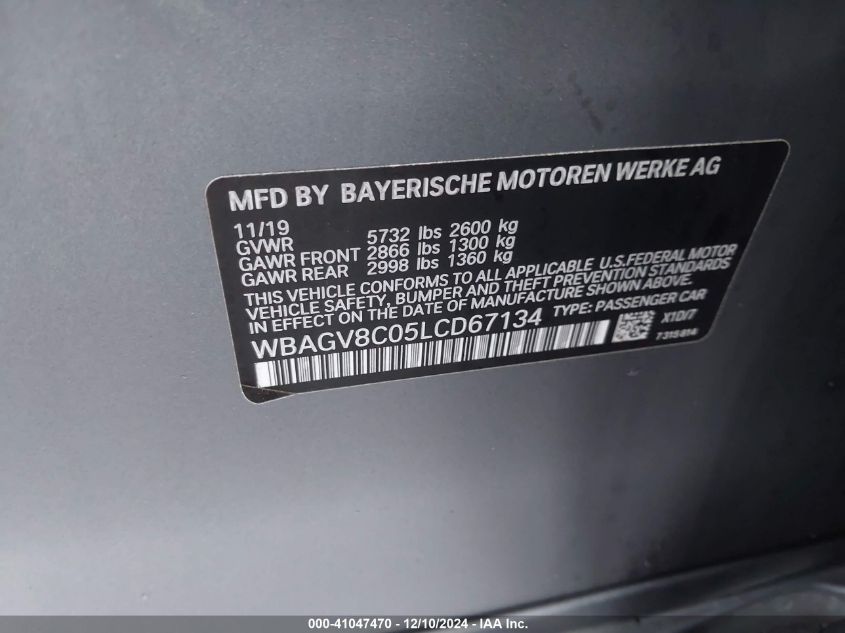 MFD BY BAYERISCHE MOTOREN WERKE AG
11/19
GVWR 5732 lbs 2600 kg
GAWR FRONT 2866 lbs 1300 kg
GAWR REAR 2998 lbs 1360 kg
THIS VEHICLE CONFORMS TO ALL APPLICABLE U.S.FEDERAL MOTOR
VEHICLE SAFETY, BUMPER AND THEFT PREVENTION STANDARDS
IN EFFECT ON THE DATE OF MANUFACTURE SHOWN ABOVE.
WBAGV8C05LCD67134 TYPE: PASSENGER CAR
X1D/7
7315814
000-41047470 - 12/10/2024 - IAA Inc.